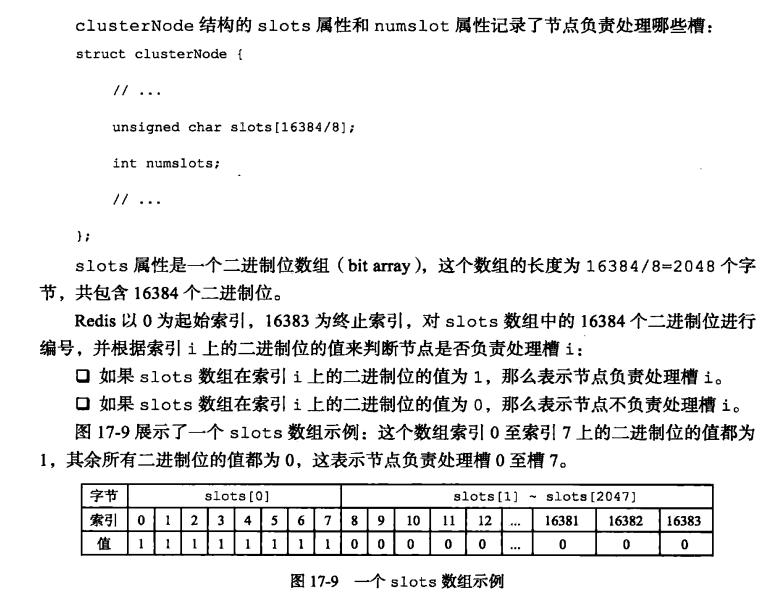 clusterNode 结构的 slots 属性和 numslot 属性记录了节点负责处理哪些槽：
struct clusterNode {
// ...
unsigned char slots[16384/8];
int numslots;
// ...
};
slots 属性是一个二进制位数组（bit array），这个数组的长度为 16384/8=2048 个字
节，共包含 16384 个二进制位。
Redis 以 0 为起始索引，16383 为终止索引，对 slots 数组中的 16384 个二进制位进行
编号，并根据索引 i 上的二进制位的值来判断节点是否负责处理槽 i：
❑ 如果 slots 数组在索引 i 上的二进制位的值为 1，那么表示节点负责处理槽 i。
❑ 如果 slots 数组在索引 i 上的二进制位的值为 0，那么表示节点不负责处理槽 i。
图 17-9 展示了一个 slots 数组示例：这个数组索引 0 至索引 7 上的二进制位的值都为
1，其余所有二进制位的值都为 0，这表示节点负责处理槽 0 至槽 7。
字节 slots[0] slots[1] ~ slots[2047]
索引 0 1 2 3 4 5 6 7 8 9 10 11 12 ... 16381 16382 16383
值 1 1 1 1 1 1 1 1 0 0 0 0 0 ... 0 0 0
图 17-9 一个 slots 数组示例